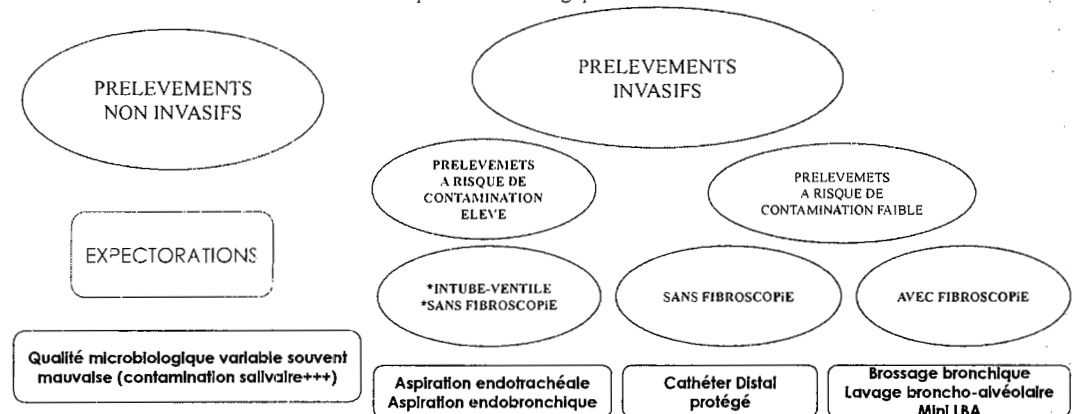 PRELEVEMENTS
NON INVASIFS
EXPECTORATIONS
Qualité microbiologique variable souvent
mauvaise (contamination salivaire+++)
PRELEVEMENTS
INVASIFS
PRELEVEMETS
A RISQUE DE
CONTAMINATION
ELEVE
PRELEVEMETS
A RISQUE DE
CONTAMINATION FAIBLE
*INTUBE-VENTILE
*SANS FIBROSCOPiE
SANS FIBROSCOPiE
AVEC FIBROSCOPiE
Aspiration endotrachéale
Aspiration endobronchique
Cathéter Distal
protégé
Brossage bronchique
Lavage broncho-alvéolaire
Mini LBA